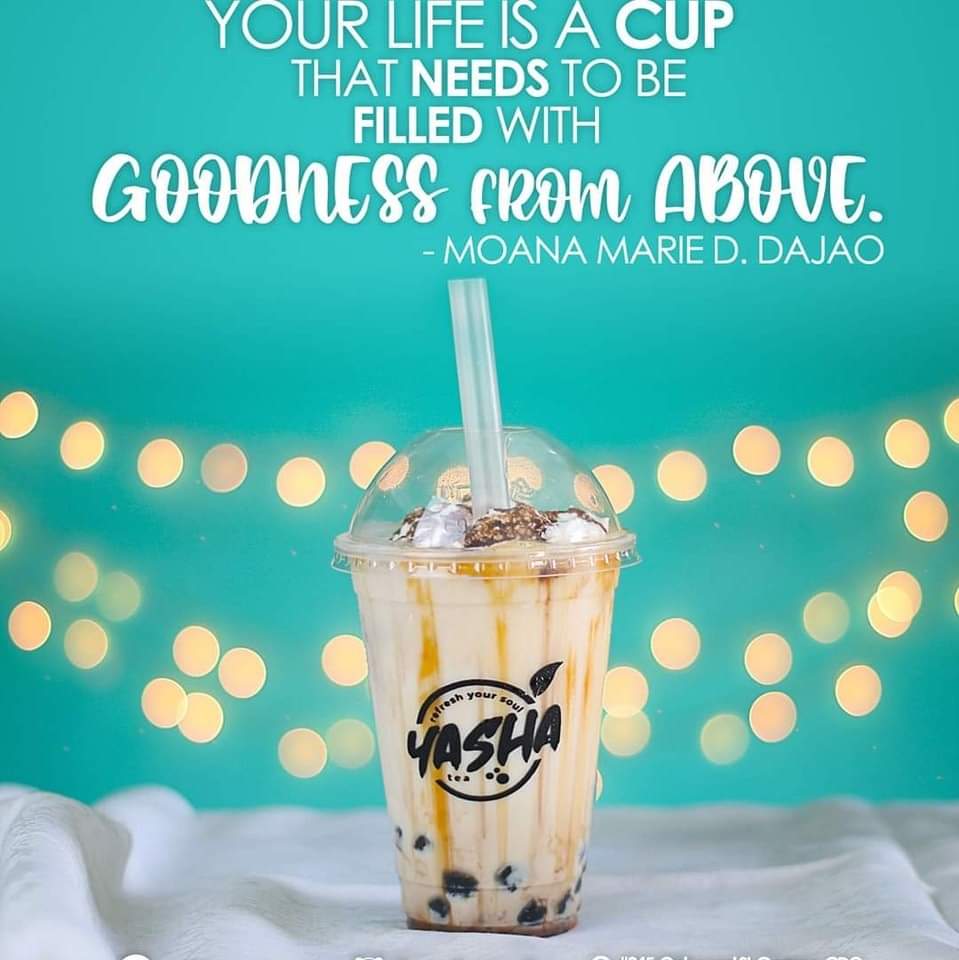 YOUR LIFE IS A CUP
THAT NEEDS TO BE
FILLED WITH
GOODNESS FROM ABOVE.
- MOANA MARIE D. DAJAO
refresh your soul
YASHA
tea